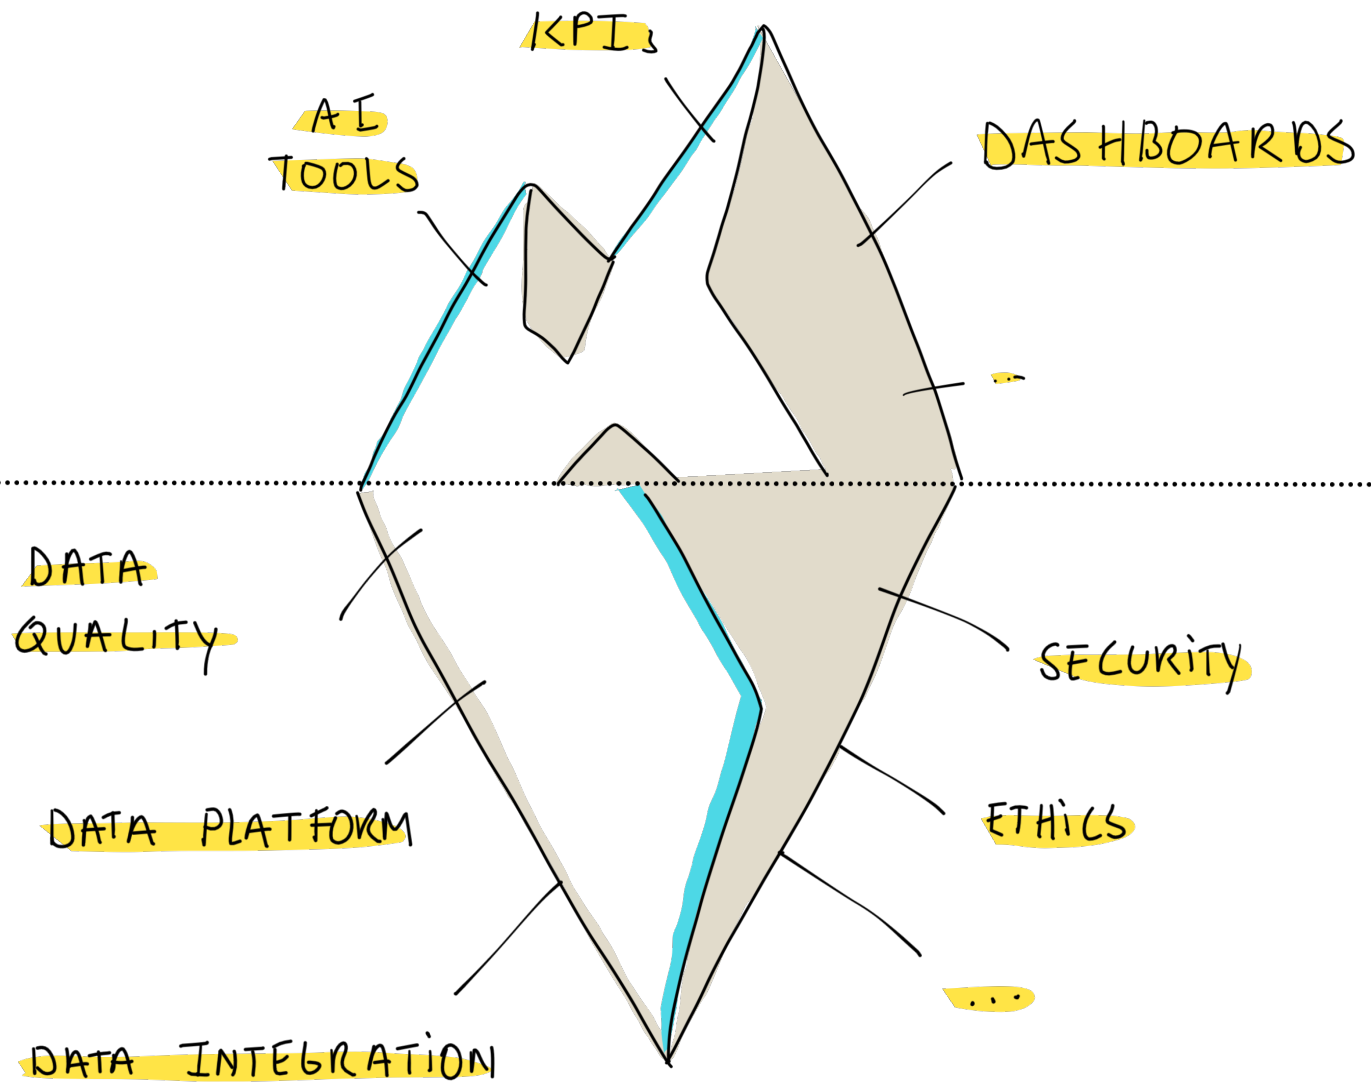 KPIs
AI
TOOLS
DASHBOARDS
...
DATA
QUALITY
SECURITY
DATA PLATFORM
ETHiCS
...
DATA INTEGRATiON